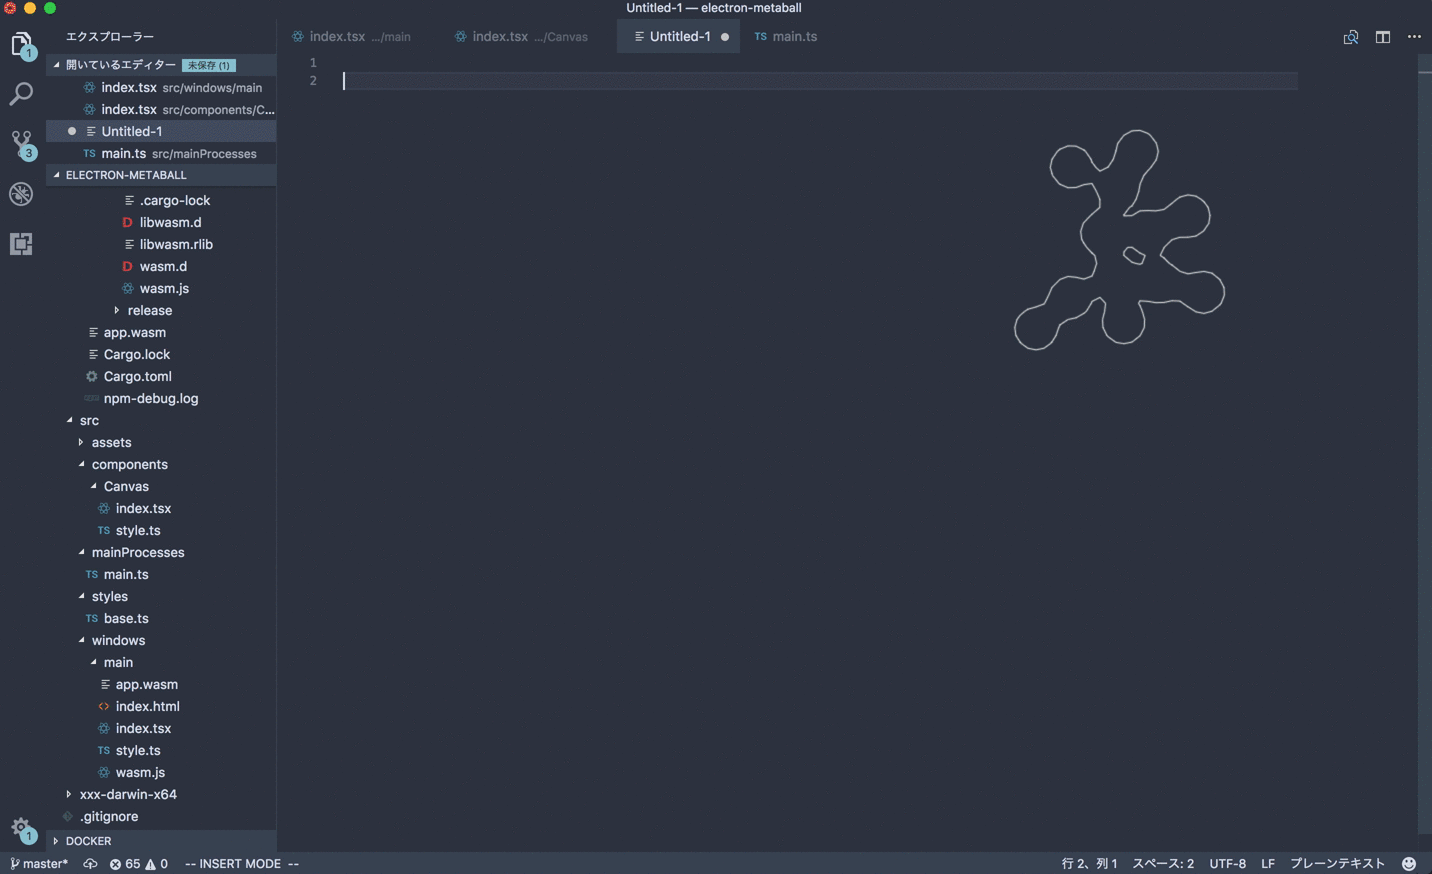 Untitled-1 — electron-metaball
エクスプローラー
index.tsx .../main
index.tsx .../Canvas
Untitled-1
TS main.ts
1
開いているエディター 未保存 (1)
index.tsx src/windows/main
index.tsx src/components/C...
Untitled-1
TS main.ts src/mainProcesses
3
ELECTRON-METABALL
.cargo-lock
D libwasm.d
libwasm.rlib
D wasm.d
wasm.js
release
app.wasm
Cargo.lock
Cargo.toml
npm-debug.log
src
assets
components
Canvas
index.tsx
TS style.ts
mainProcesses
TS main.ts
styles
TS base.ts
windows
main
app.wasm
index.html
index.tsx
TS style.ts
wasm.js
xxx-darwin-x64
.gitignore
1
DOCKER
1
2
master* 65 0 -- INSERT MODE -- 行 2、列 1 スペース: 2 UTF-8 LF プレーンテキスト